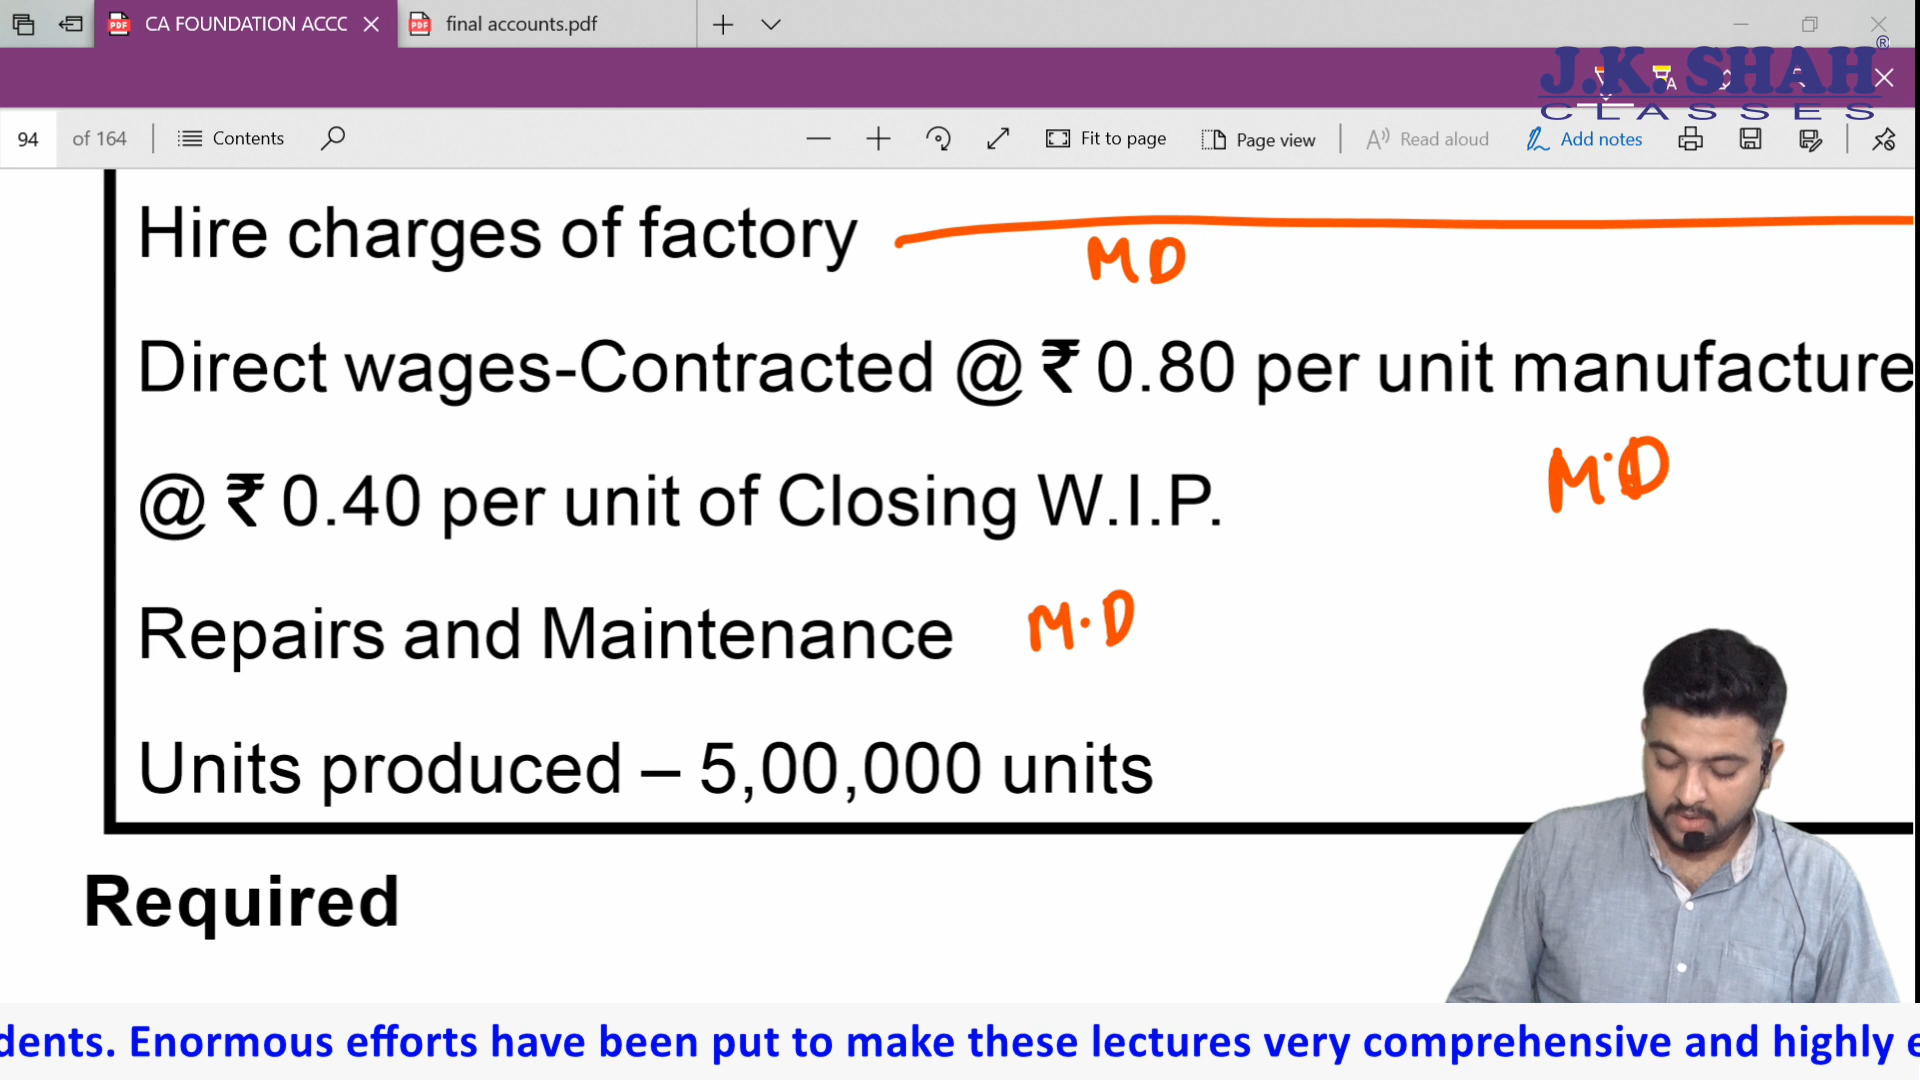 CA FOUNDATION ACCC
final accounts.pdf
J.K. SHAH®
CLASSES
94 of 164
Contents
Fit to page
Page view
Read aloud
Add notes
Hire charges of factory
MD
Direct wages-Contracted @ ₹ 0.80 per unit manufacture
@ ₹ 0.40 per unit of Closing W.I.P.
M.D
Repairs and Maintenance M.D
Units produced – 5,00,000 units
Required
dents. Enormous efforts have been put to make these lectures very comprehensive and highly e